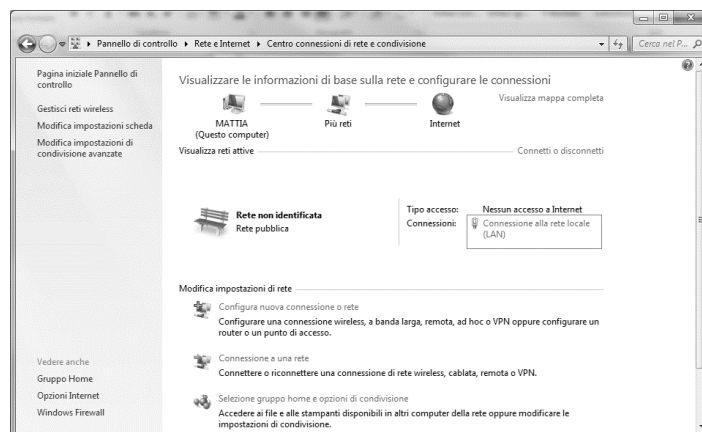 Pannello di controllo ▸ Rete e Internet ▸ Centro connessioni di rete e condivisione
Cerca nel P...
Pagina iniziale Pannello di
controllo
Gestisci reti wireless
Modifica impostazioni scheda
Modifica impostazioni di
condivisione avanzate
Vedere anche
Gruppo Home
Opzioni Internet
Windows Firewall
Visualizzare le informazioni di base sulla rete e configurare le connessioni
Visualizza mappa completa
MATTIA
(Questo computer)
Più reti
Internet
Visualizza reti attive
Connetti o disconnetti
Rete non identificata
Rete pubblica
Tipo accesso: Nessun accesso a Internet
Connessioni: Connessione alla rete locale
(LAN)
Modifica impostazioni di rete
Configura nuova connessione o rete
Configurare una connessione wireless, a banda larga, remota, ad hoc o VPN oppure configurare un
router o un punto di accesso.
Connessione a una rete
Connettere o riconnettere una connessione di rete wireless, cablata, remota o VPN.
Selezione gruppo home e opzioni di condivisione
Accedere ai file e alle stampanti disponibili in altri computer della rete oppure modificare le
impostazioni di condivisione.